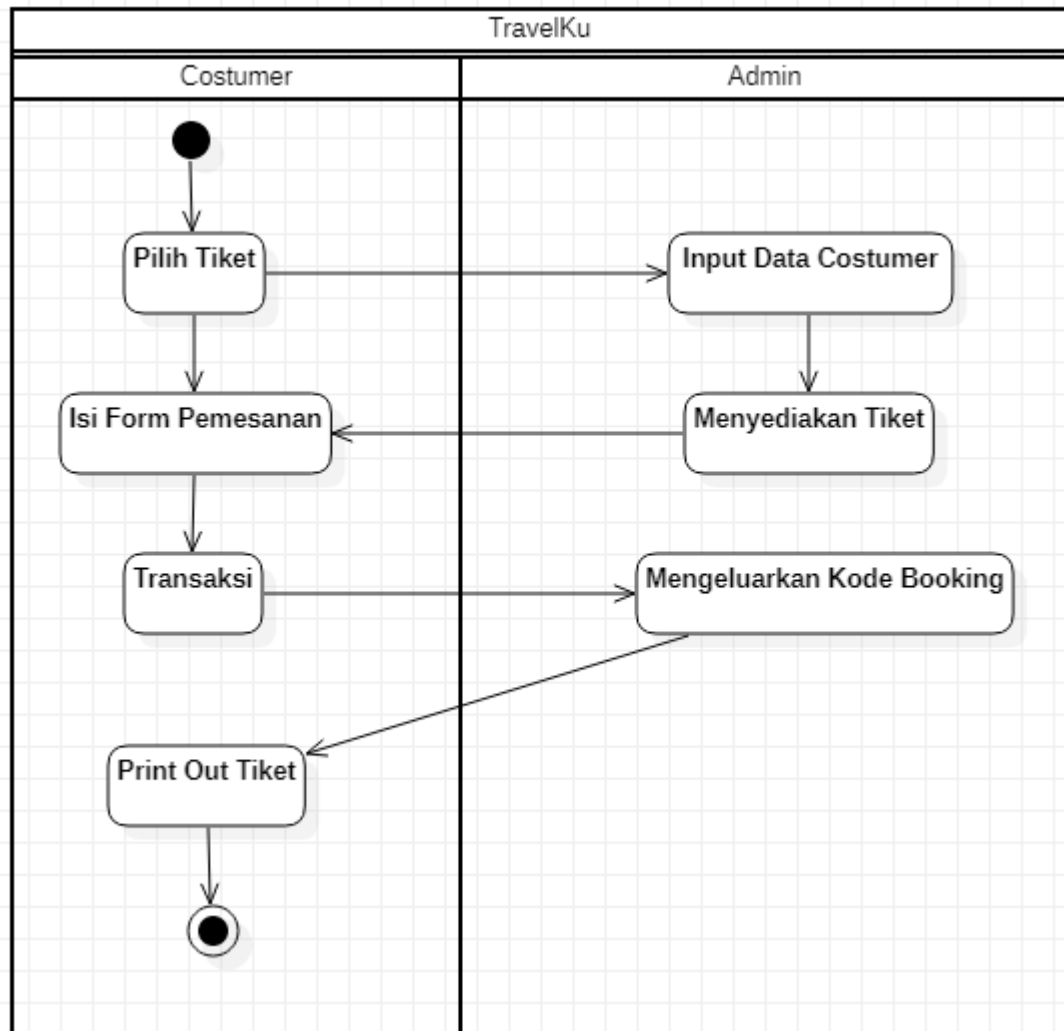 TravelKu
Costumer
Admin
Pilih Tiket
Input Data Costumer
Isi Form Pemesanan
Menyediakan Tiket
Transaksi
Mengeluarkan Kode Booking
Print Out Tiket